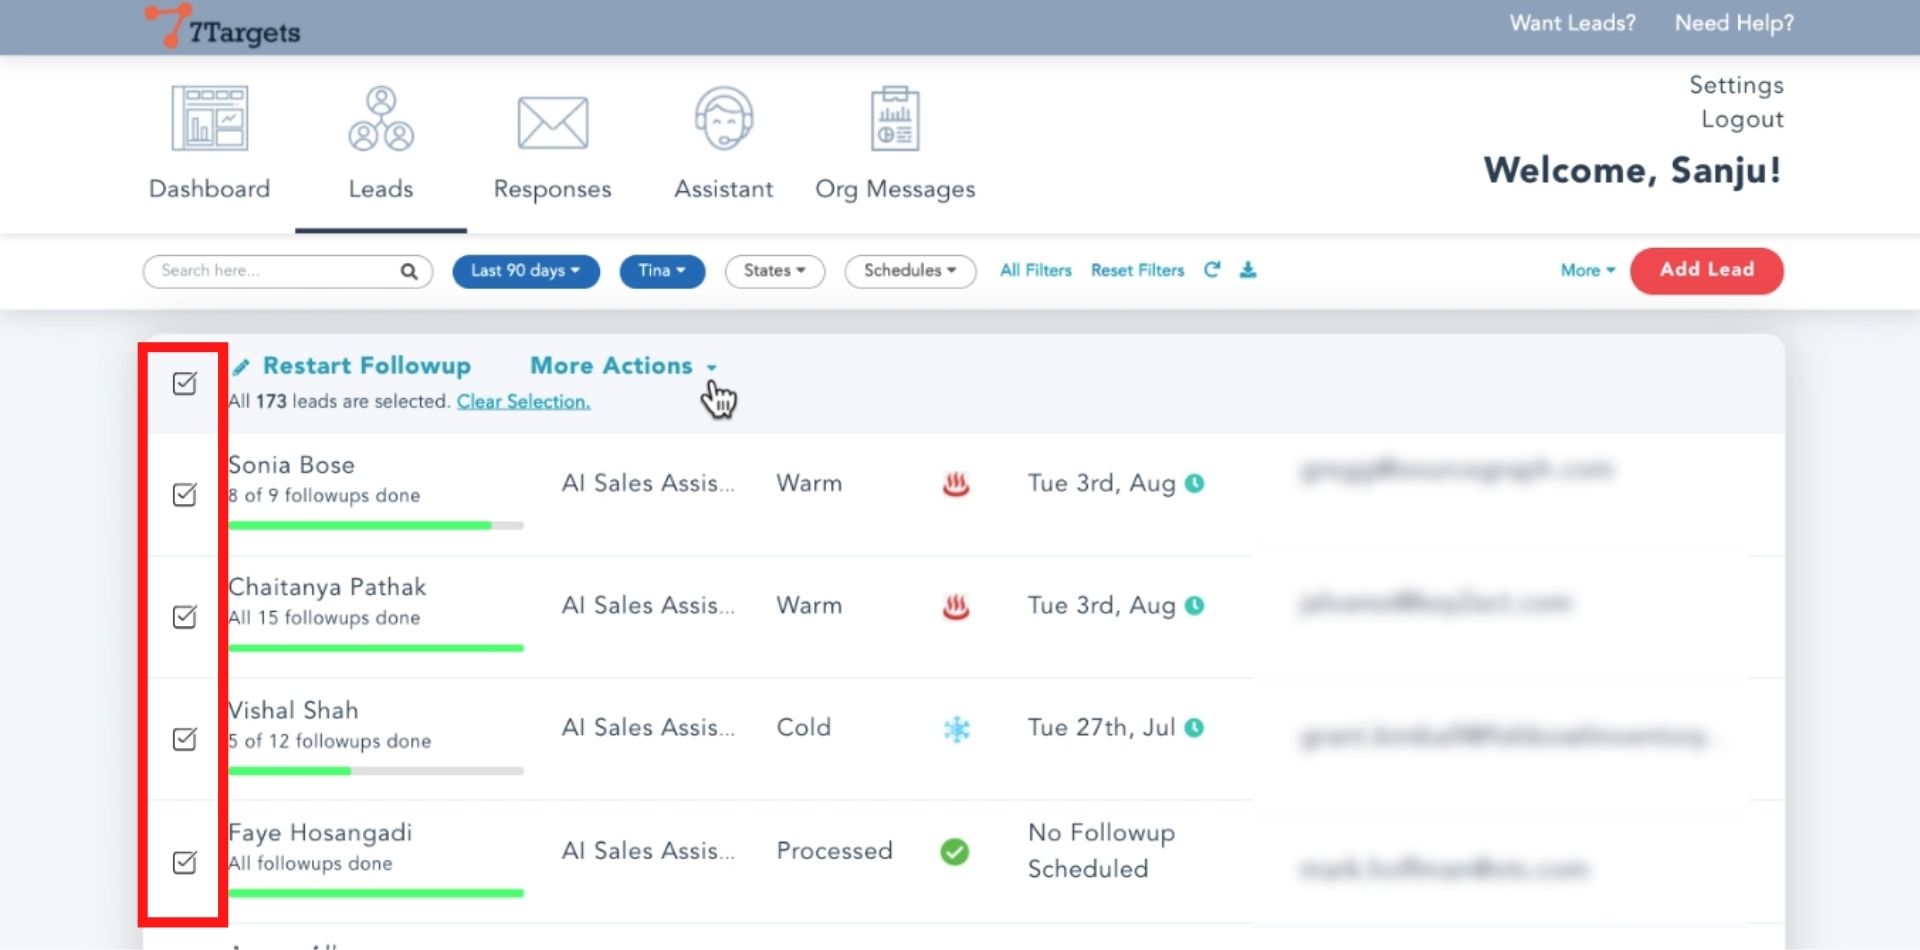 7Targets
Want Leads? Need Help?
Settings
Logout
Welcome, Sanju!
Dashboard Leads Responses Assistant Org Messages
Search here... Last 90 days Tina States Schedules All Filters Reset Filters More Add Lead
Restart Followup More Actions
All 173 leads are selected. Clear Selection.
Sonia Bose
8 of 9 followups done
AI Sales Assis... Warm Tue 3rd, Aug
Chaitanya Pathak
All 15 followups done
AI Sales Assis... Warm Tue 3rd, Aug
Vishal Shah
5 of 12 followups done
AI Sales Assis... Cold Tue 27th, Jul
Faye Hosangadi
All followups done
AI Sales Assis... Processed
No Followup
Scheduled